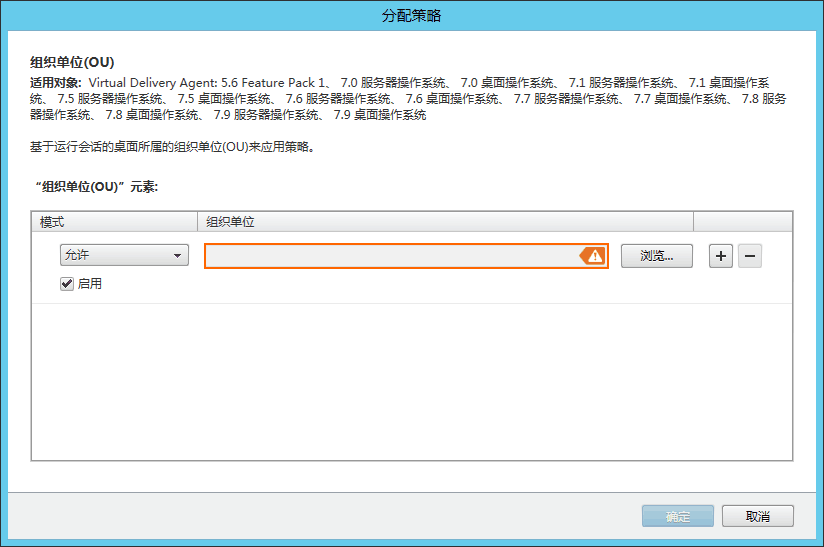 分配策略
组织单位(OU)
适用对象: Virtual Delivery Agent: 5.6 Feature Pack 1、 7.0 服务器操作系统、 7.0 桌面操作系统、 7.1 服务器操作系统、 7.1 桌面操作系
统、 7.5 服务器操作系统、 7.5 桌面操作系统、 7.6 服务器操作系统、 7.6 桌面操作系统、 7.7 服务器操作系统、 7.7 桌面操作系统、 7.8 服务
器操作系统、 7.8 桌面操作系统、 7.9 服务器操作系统、 7.9 桌面操作系统
基于运行会话的桌面所属的组织单位(OU)来应用策略。
“组织单位(OU)”元素:
模式 组织单位
允许 浏览...
启用
确定 取消